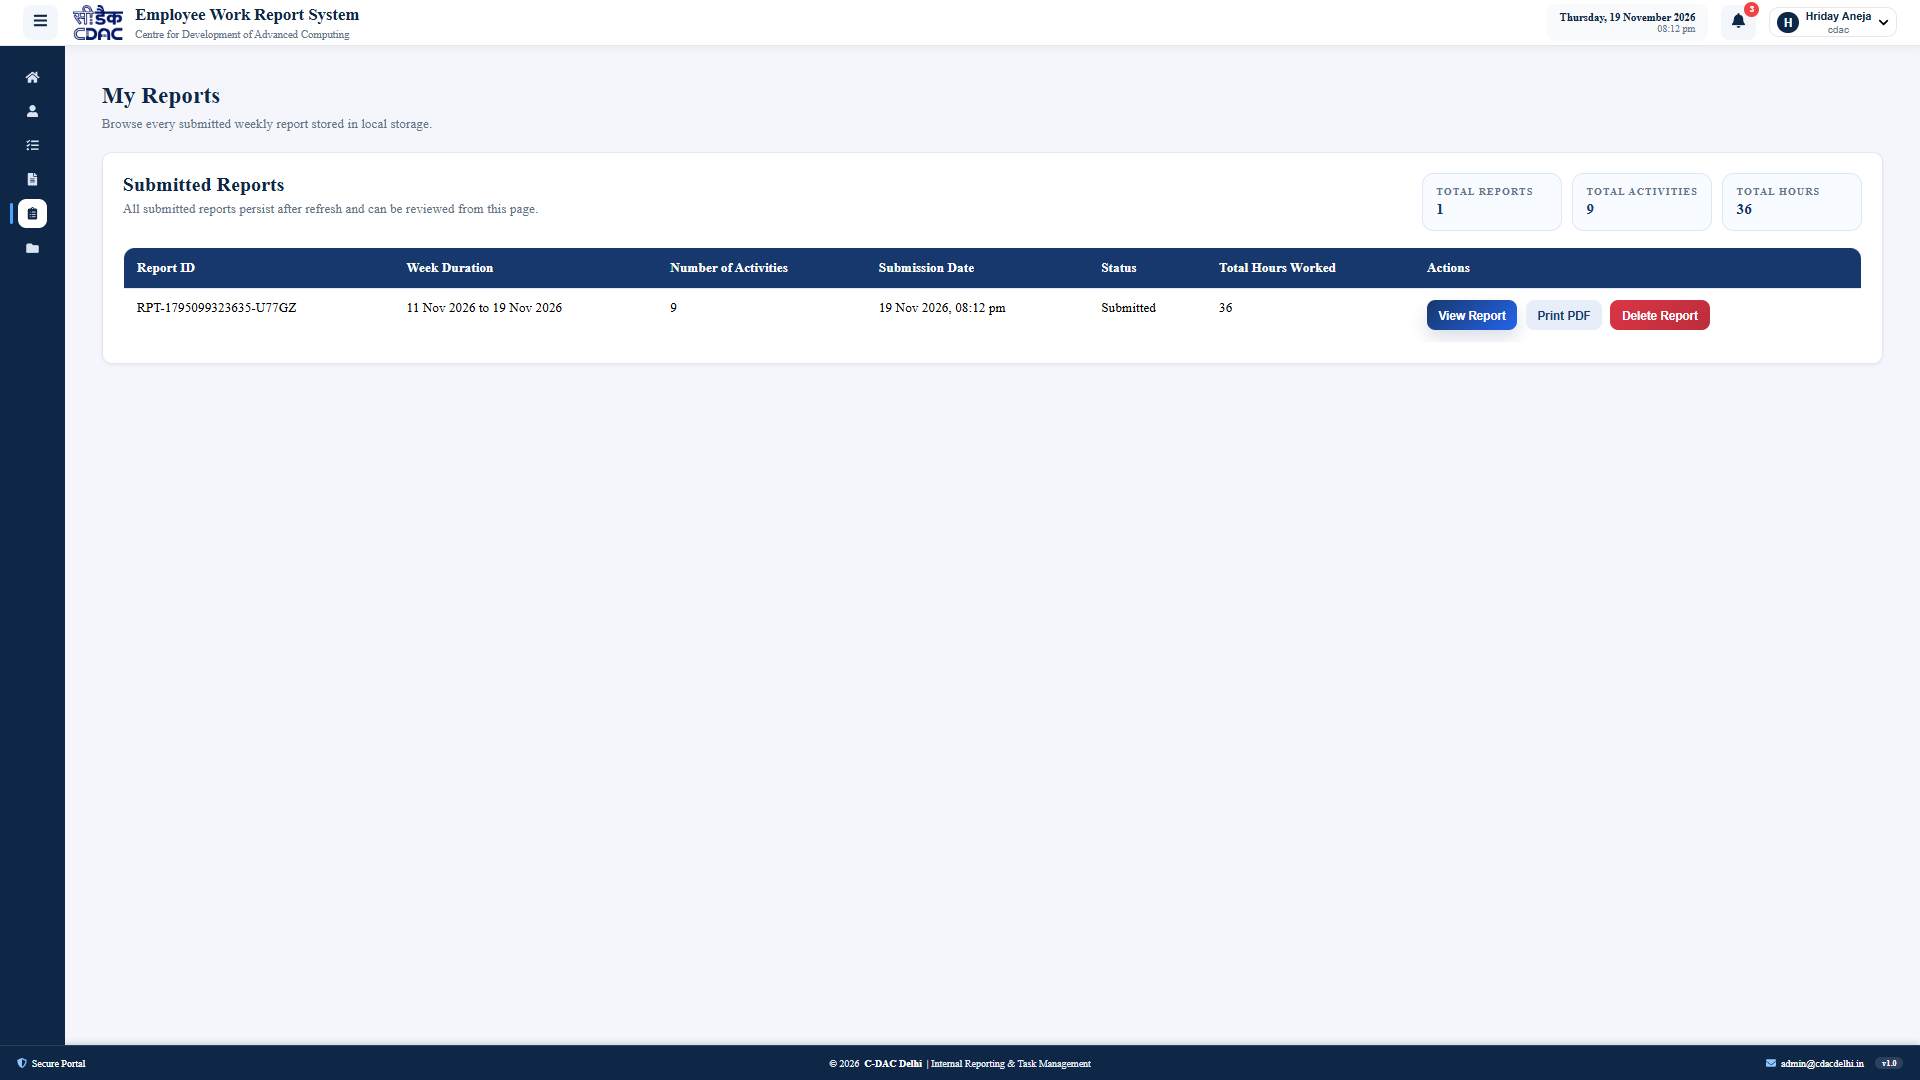 सी डैक
CDAC
Employee Work Report System
Centre for Development of Advanced Computing
Thursday, 19 November 2026
08:12 pm
3
H
Hriday Aneja
cdac
My Reports
Browse every submitted weekly report stored in local storage.
Submitted Reports
All submitted reports persist after refresh and can be reviewed from this page.
TOTAL REPORTS
1
TOTAL ACTIVITIES
9
TOTAL HOURS
36
Report ID Week Duration Number of Activities Submission Date Status Total Hours Worked Actions
RPT-1795099323635-U77GZ 11 Nov 2026 to 19 Nov 2026 9 19 Nov 2026, 08:12 pm Submitted 36 View Report Print PDF Delete Report
Secure Portal © 2026 C-DAC Delhi | Internal Reporting & Task Management admin@cdacdelhi.in v1.0